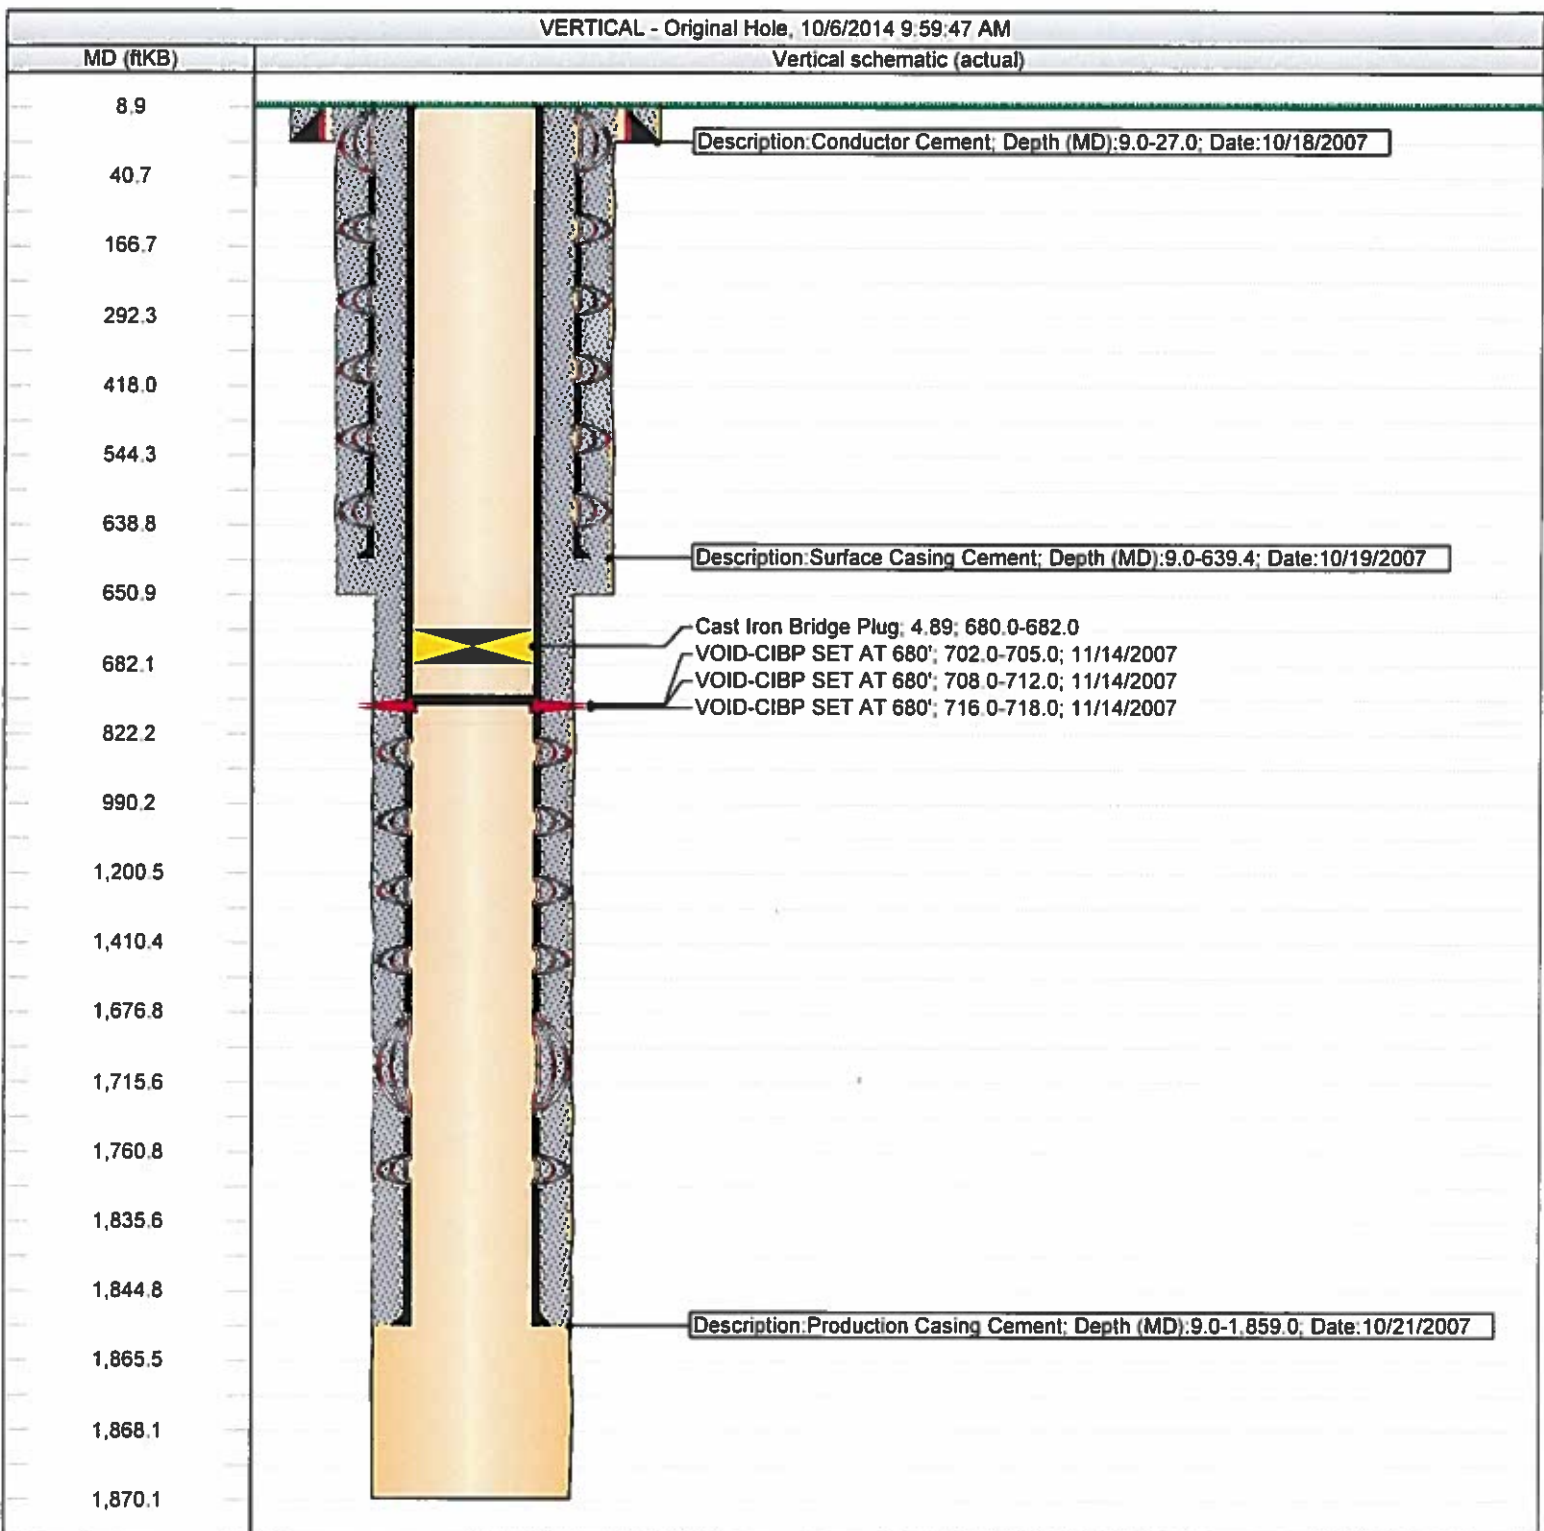 VERTICAL - Original Hole, 10/6/2014 9:59:47 AM
MD (ftKB)
Vertical schematic (actual)
8.9
Description:Conductor Cement; Depth (MD):9.0-27.0; Date:10/18/2007
40.7
166.7
292.3
418.0
544.3
638.8
Description:Surface Casing Cement; Depth (MD):9.0-639.4; Date:10/19/2007
650.9
Cast Iron Bridge Plug; 4.89; 680.0-682.0
VOID-CIBP SET AT 680'; 702.0-705.0; 11/14/2007
682.1
VOID-CIBP SET AT 680'; 708.0-712.0; 11/14/2007
VOID-CIBP SET AT 680'; 716.0-718.0; 11/14/2007
822.2
990.2
1,200.5
1,410.4
1,676.8
1,715.6
1,760.8
1,835.6
1,844.8
Description:Production Casing Cement; Depth (MD):9.0-1,859.0; Date:10/21/2007
1,865.5
1,868.1
1,870.1